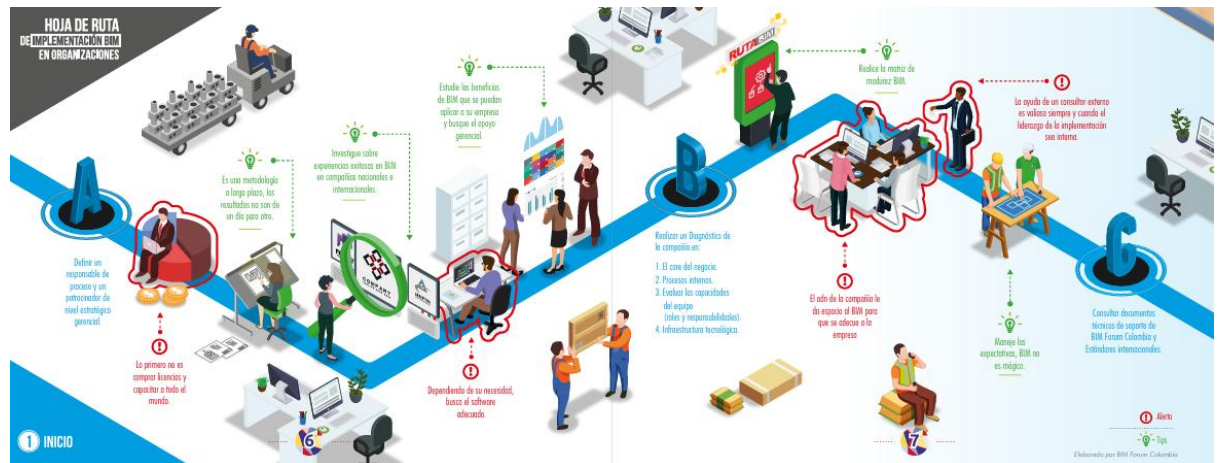 HOJA DE RUTA
DE IMPLEMENTACIÓN BIM
EN ORGANIZACIONES
A
Definir un
responsable de
proceso y un
patrocinador de
nivel estratégico
gerencial.
Lo primero no es
comprar licencias y
capacitar a todo el
mundo.
Es una metodología
a largo plazo, los
resultados no son de
un día para otro.
Investigue sobre
experiencias exitosas en BIM
en compañías nacionales e
internacionales.
COMPANY
Estudie los beneficios
de BIM que se puedan
aplicar a su empresa
y busque el apoyo
gerencial.
Dependiendo de su necesidad,
busca el software
adecuado.
B
Realizar un Diagnóstico de
la compañía en:
1. El core del negocio.
2. Procesos internos.
3. Evaluar las capacidades
del equipo
(roles y responsabilidades).
4. Infraestructura tecnológica.
RUTA BIM
Realice la matriz de
madurez BIM.
El adn de la compañía le
da espacio al BIM para
que se adecue a la
empresa
La ayuda de un consultor externo
es valiosa siempre y cuando el
liderazgo de la implementación
sea interna.
Maneje las
expectativas, BIM no
es mágico.
C
Consultar documentos
técnicos de soporte de
BIM Forum Colombia y
Estándares internacionales.
1 INICIO
6
7
Alerta
Tips
Elaborado por BIM Forum Colombia